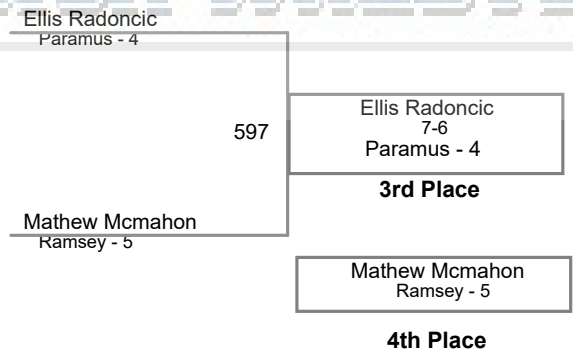 Ellis Radoncic
Paramus - 4
597
Ellis Radoncic
7-6
Paramus - 4
3rd Place
Mathew Mcmahon
Ramsey - 5
Mathew Mcmahon
Ramsey - 5
4th Place